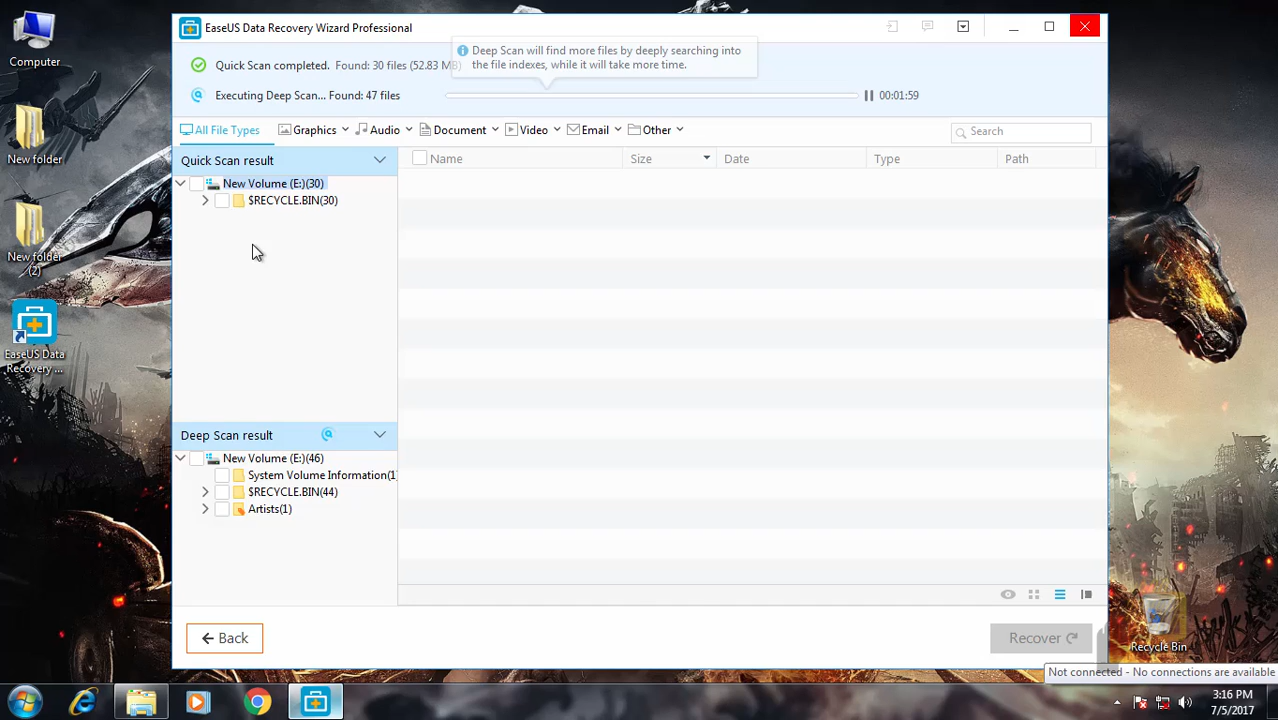 Computer
New folder
New folder
(2)
EaseUS Data
Recovery ...
EaseUS Data Recovery Wizard Professional
Quick Scan completed. Found: 30 files (52.83 MB
Deep Scan will find more files by deeply searching into
the file indexes, while it will take more time.
Executing Deep Scan... Found: 47 files
00:01:59
All File Types
Graphics
Audio
Document
Video
Email
Other
Search
Quick Scan result
Name
Size
Date
Type
Path
New Volume (E:)(30)
$RECYCLE.BIN(30)
Deep Scan result
New Volume (E:)(46)
System Volume Information(1)
$RECYCLE.BIN(44)
Artists(1)
Back
Recover
Recycle Bin
Not connected - No connections are available
3:16 PM
7/5/2017